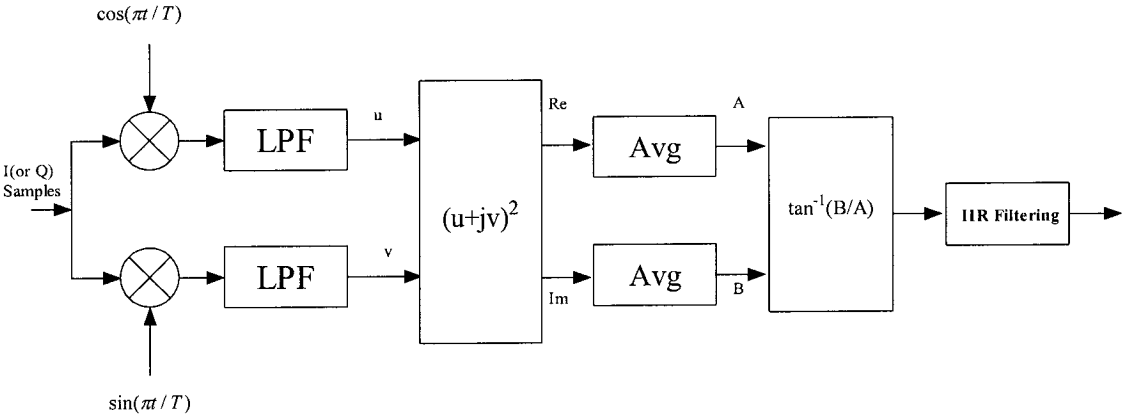 cos(πt / T)
LPF
u
Re
A
Avg
I(or Q)
Samples
(u+jv)²
tan⁻¹(B/A)
IIR Filtering
LPF
v
Im
Avg
B
sin(πt / T)